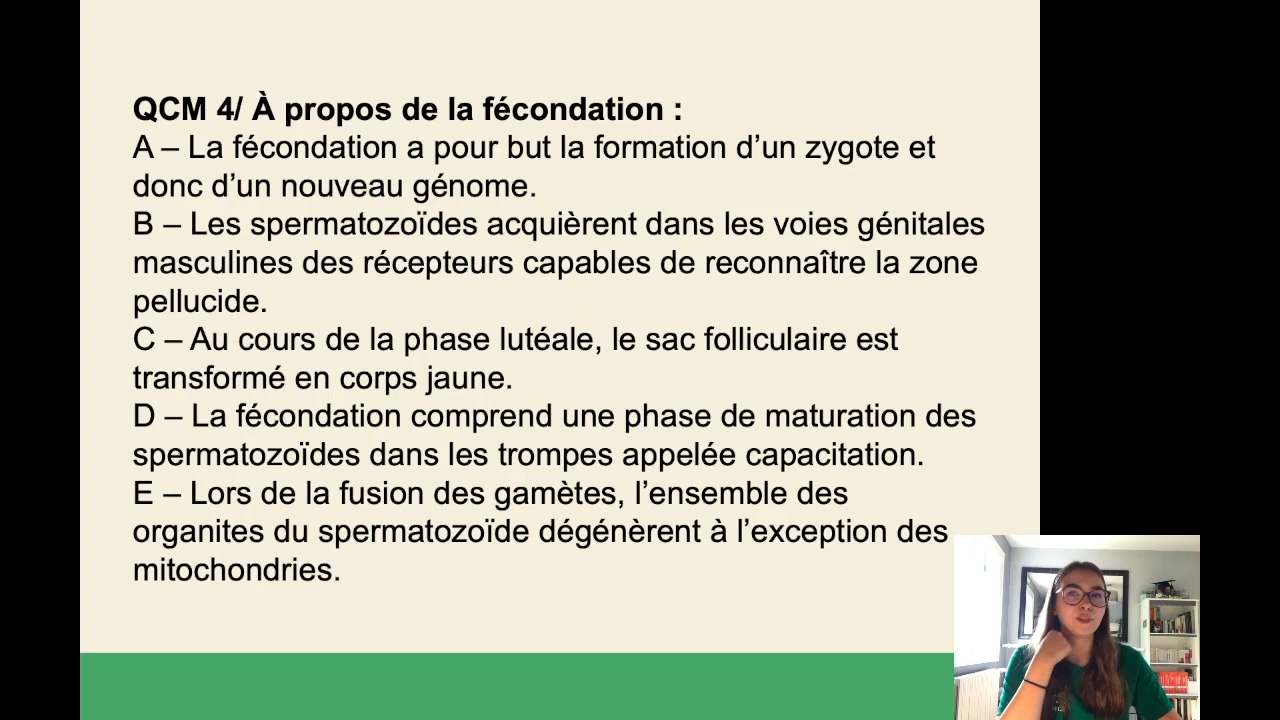 QCM 4/ À propos de la fécondation :
A – La fécondation a pour but la formation d’un zygote et
donc d’un nouveau génome.
B – Les spermatozoïdes acquièrent dans les voies génitales
masculines des récepteurs capables de reconnaître la zone
pellucide.
C – Au cours de la phase lutéale, le sac folliculaire est
transformé en corps jaune.
D – La fécondation comprend une phase de maturation des
spermatozoïdes dans les trompes appelée capacitation.
E – Lors de la fusion des gamètes, l’ensemble des
organites du spermatozoïde dégénèrent à l’exception des
mitochondries.